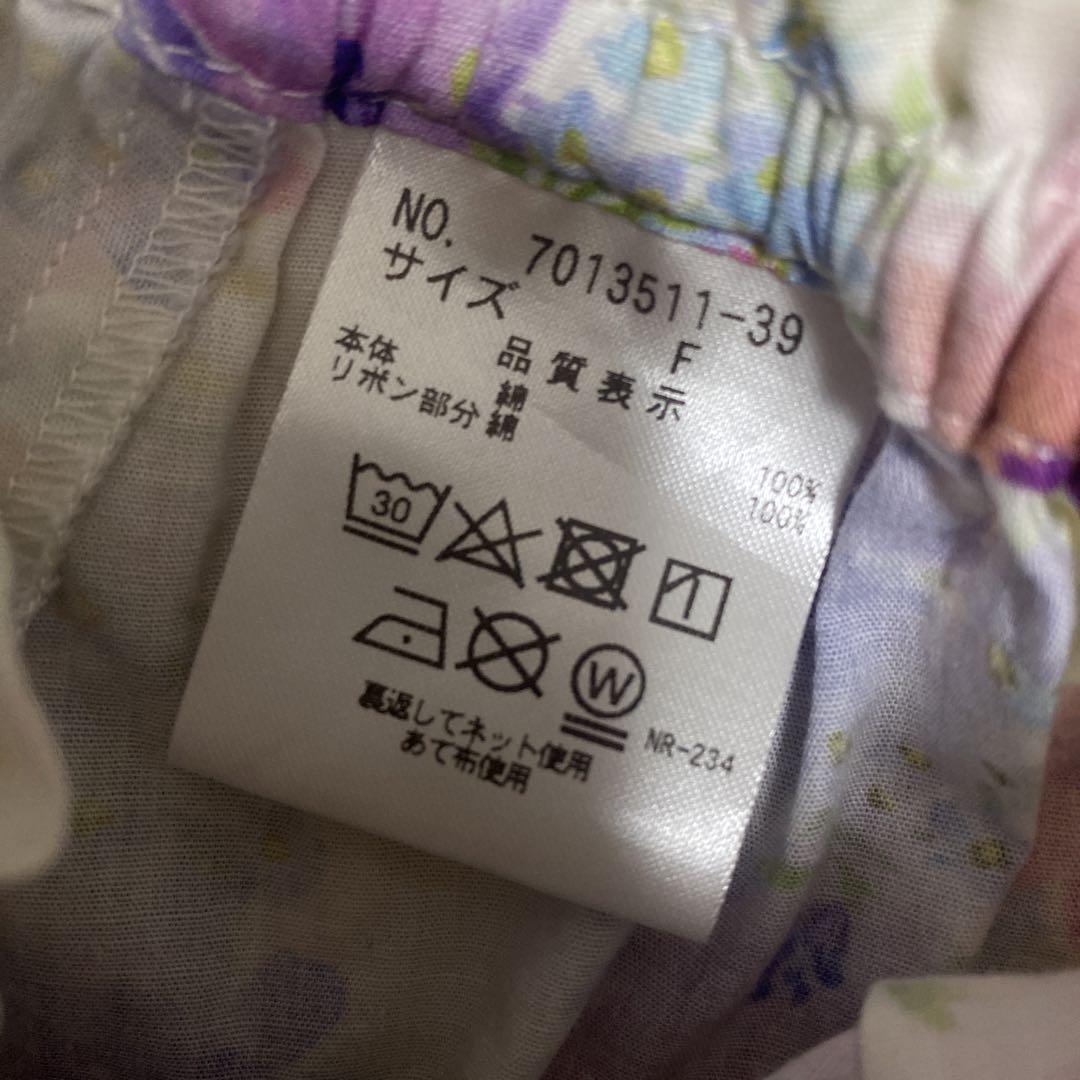 NO. 7013511-39
サイズ F
品質表示
本体 綿 100%
リボン部分 綿 100%
30
W
NR-234
裏返してネット使用
あて布使用